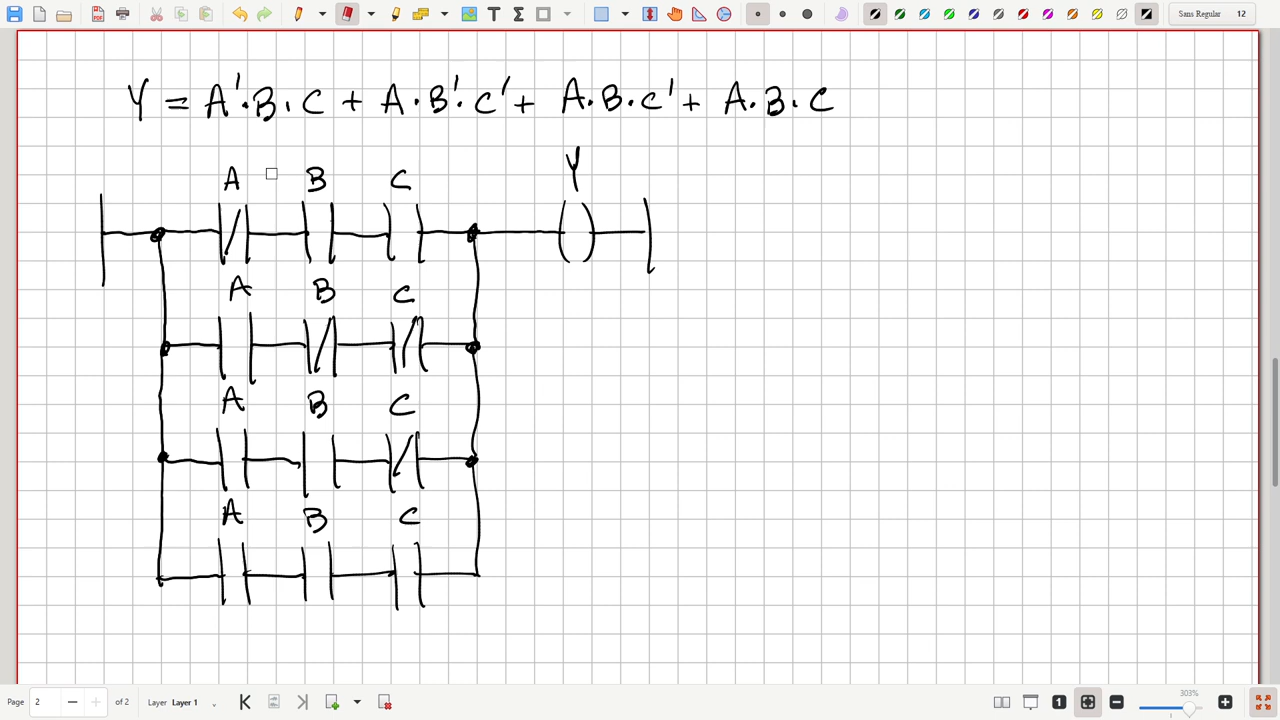 Sans Regular 12
Y = A'·B·C + A·B'·C' + A·B·C' + A·B·C
Y
A B C
A B C
A B C
A B C
Page 2 of 2 Layer Layer 1 303%